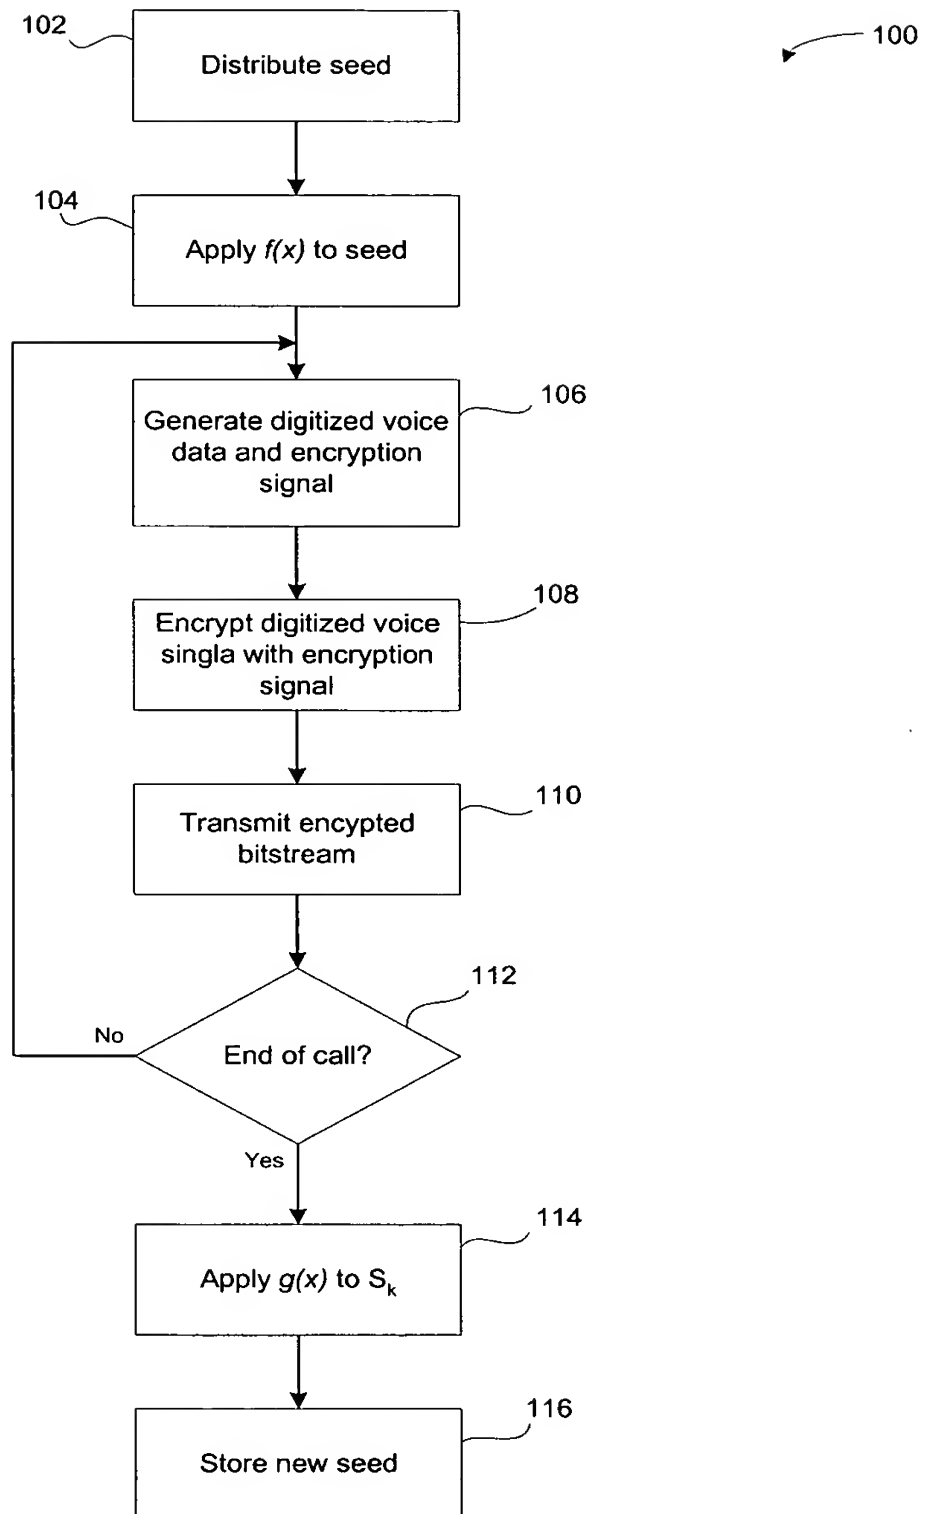 102
100
Distribute seed
104
Apply f(x) to seed
106
Generate digitized voice
data and encryption
signal
108
Encrypt digitized voice
singla with encryption
signal
110
Transmit encypted
bitstream
112
No
End of call?
Yes
114
Apply g(x) to Sk
116
Store new seed